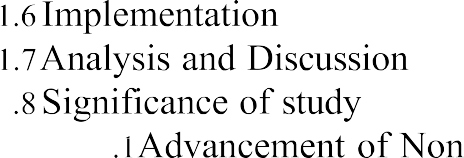 1.6 Implementation
1.7 Analysis and Discussion
.8 Significance of study
.1 Advancement of Non